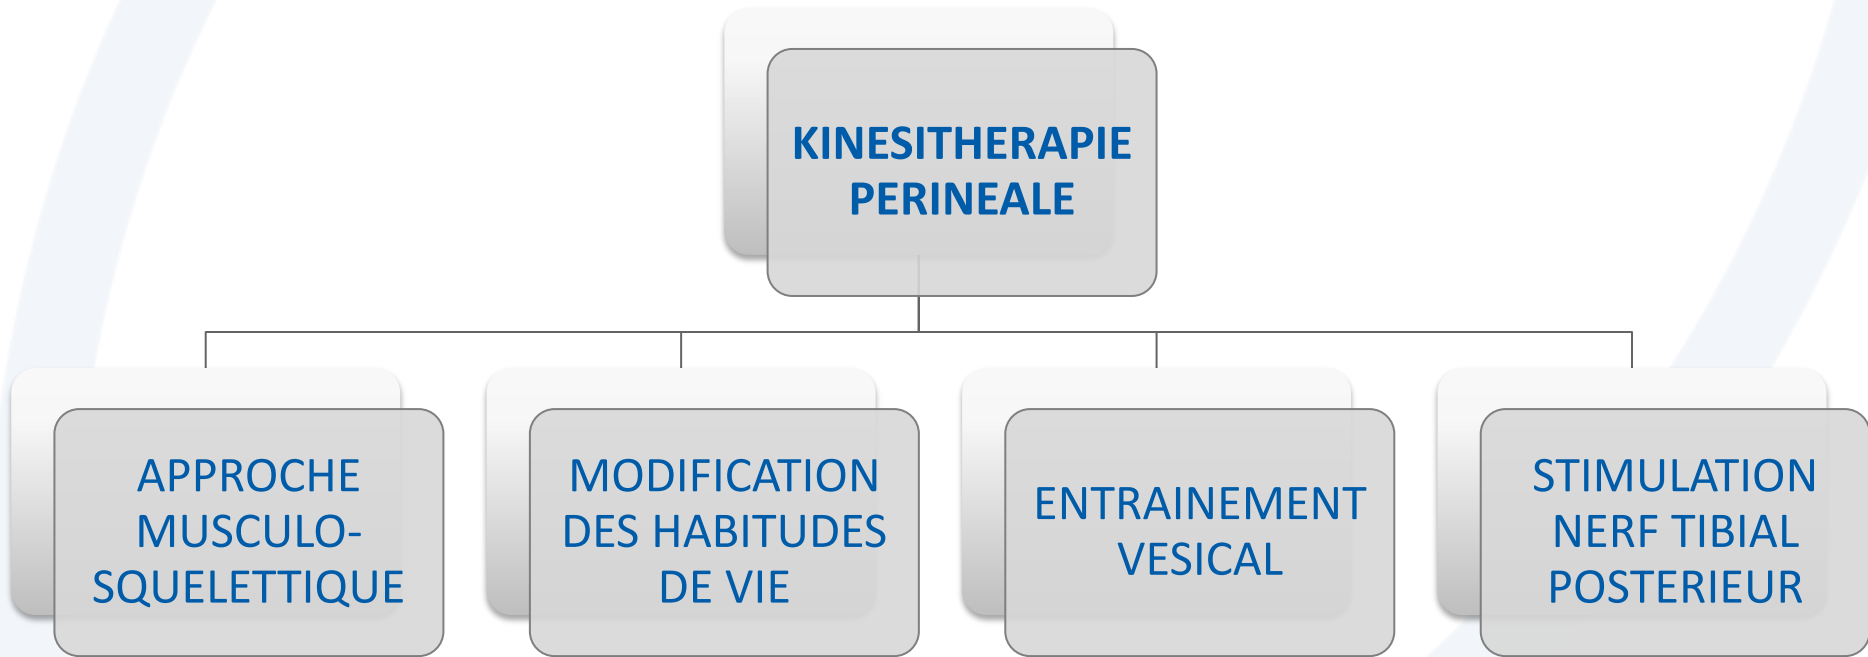 KINESITHERAPIE
PERINEALE
APPROCHE
MUSCULO-
SQUELETTIQUE
MODIFICATION
DES HABITUDES
DE VIE
ENTRAINEMENT
VESICAL
STIMULATION
NERF TIBIAL
POSTERIEUR